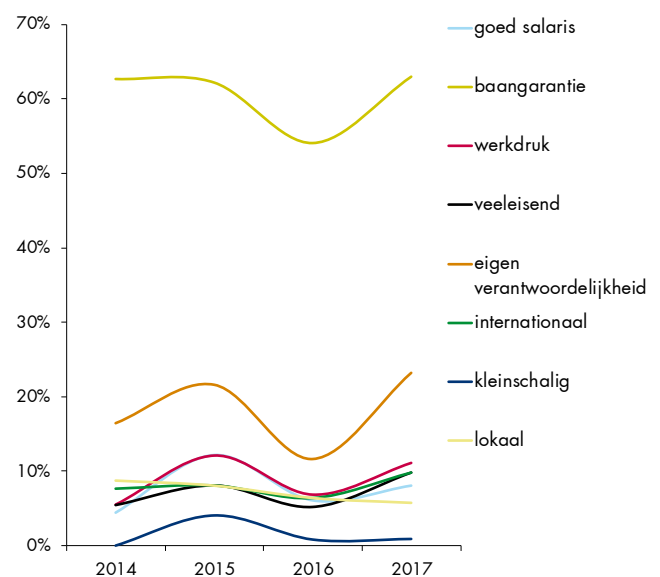 70%
60%
50%
40%
30%
20%
10%
0%
2014 2015 2016 2017
goed salaris
baangarantie
werkdruk
veeleisend
eigen
verantwoordelijkheid
internationaal
kleinschalig
lokaal